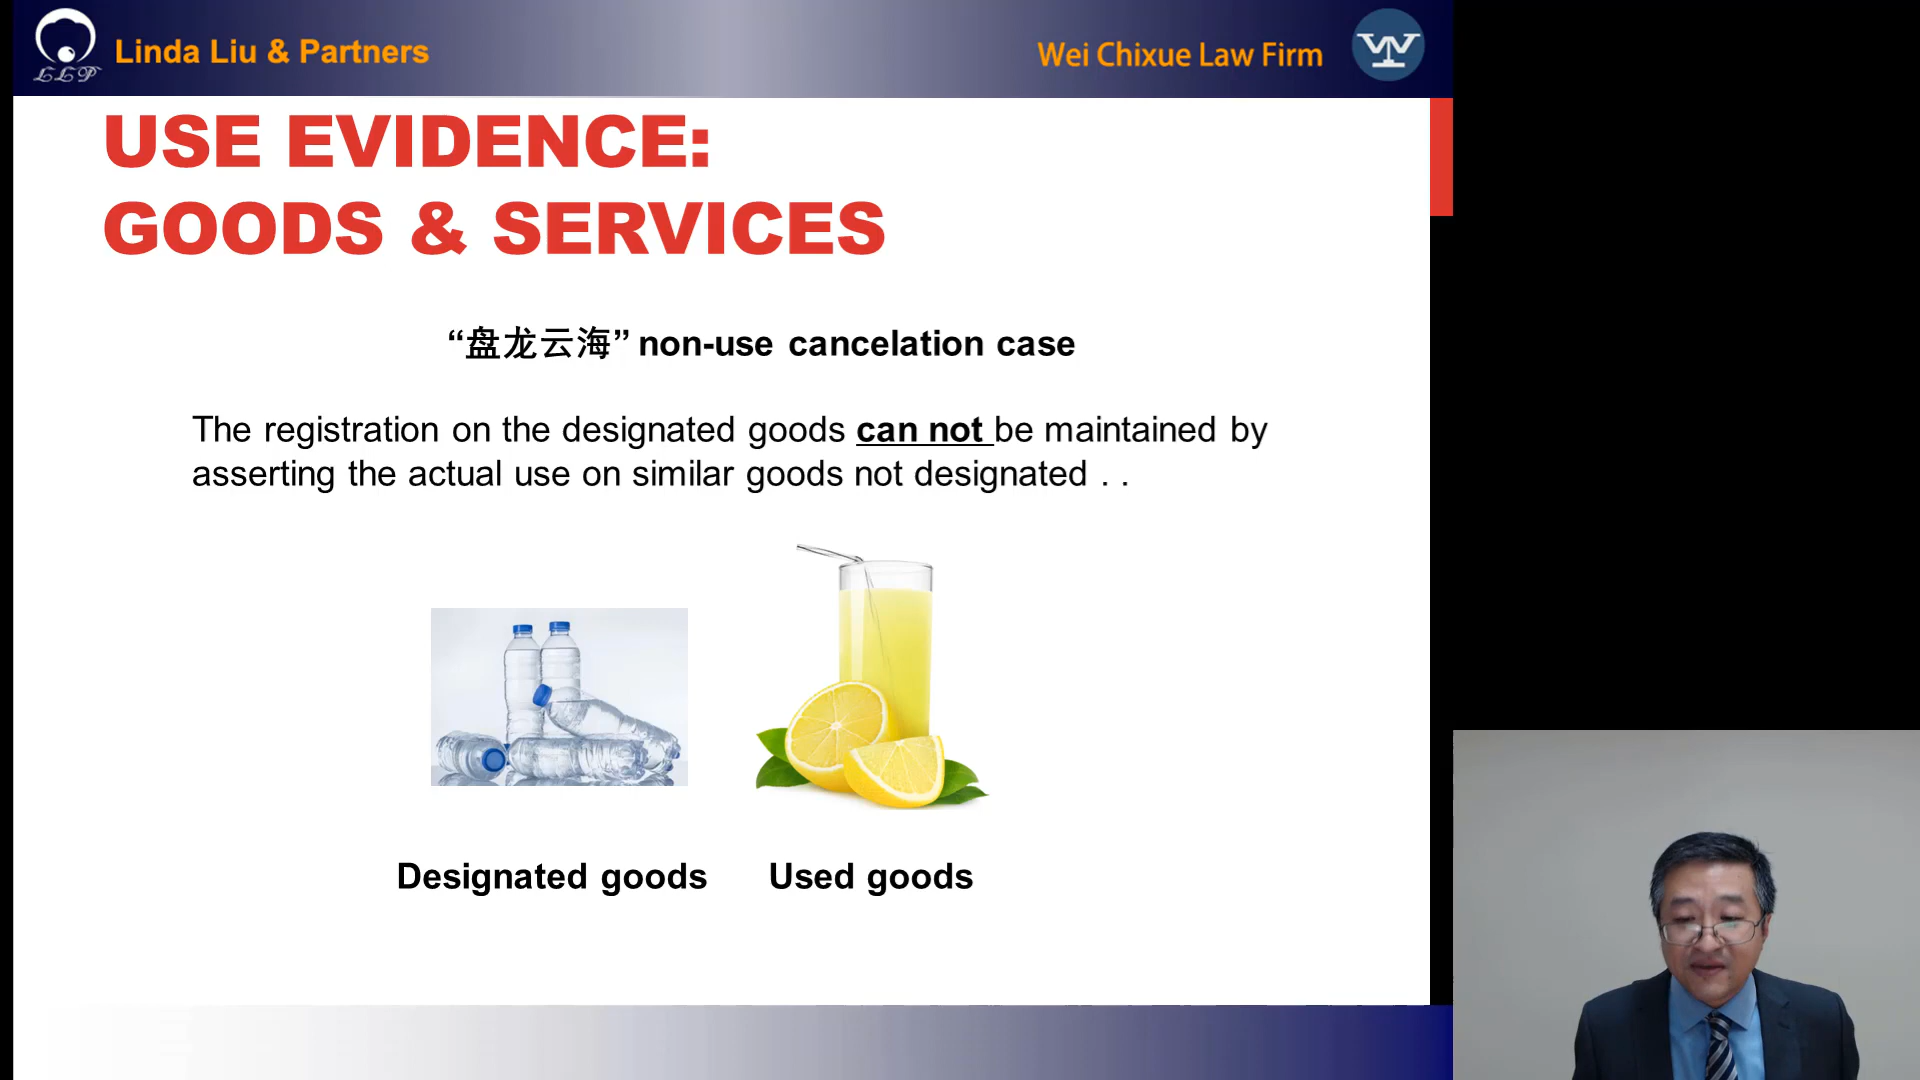 LLP
Linda Liu & Partners
Wei Chixue Law Firm
USE EVIDENCE:
GOODS & SERVICES
“盘龙云海” non-use cancelation case
The registration on the designated goods can not be maintained by
asserting the actual use on similar goods not designated . .
Designated goods
Used goods